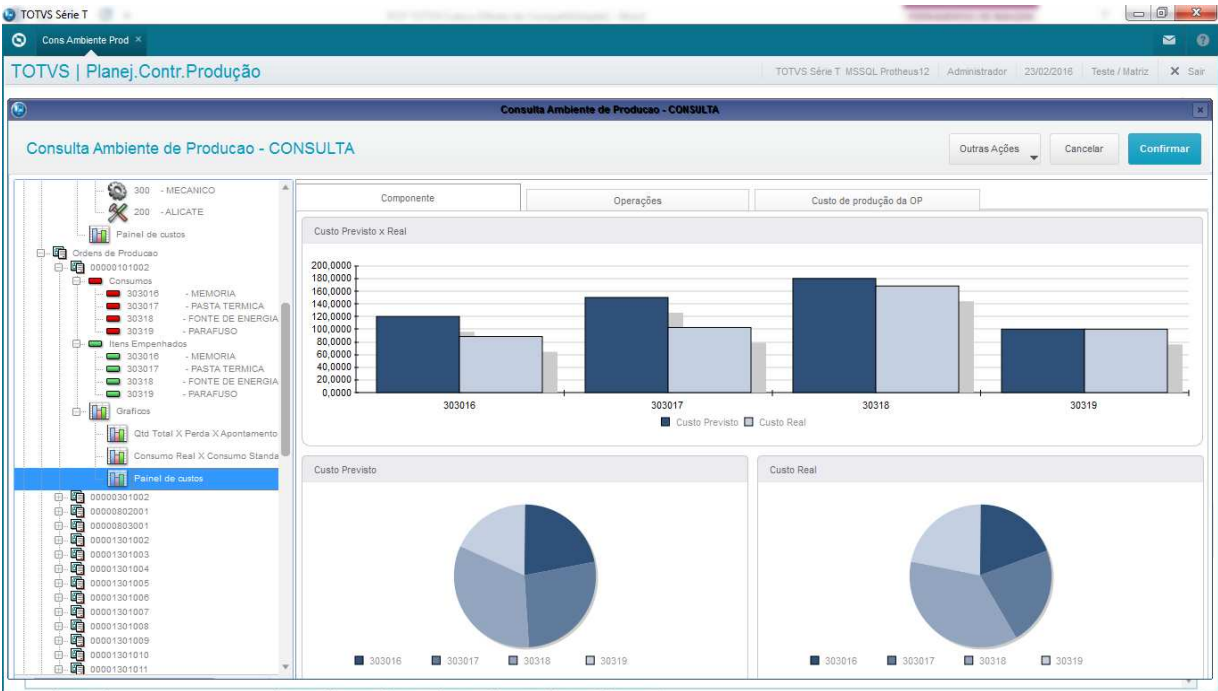 TOTVS Série T
Cons Ambiente Prod ×
TOTVS | Planej.Contr.Produção
TOTVS Série T MSSQL Protheus12 Administrador 23/02/2016 Teste / Matriz X Sair
Consulta Ambiente de Producao - CONSULTA
Consulta Ambiente de Producao - CONSULTA
Outras Ações Cancelar Confirmar
300 - MECANICO
200 - ALICATE
Painel de custos
Ordens de Producao
00000101002
Consumos
303016 - MEMORIA
303017 - PASTA TERMICA
30318 - FONTE DE ENERGIA
30319 - PARAFUSO
Itens Empenhados
303016 - MEMORIA
303017 - PASTA TERMICA
30318 - FONTE DE ENERGIA
30319 - PARAFUSO
Graficos
Qtd Total X Perda X Apontamento
Consumo Real X Consumo Standa
Painel de custos
00000301002
00000802001
00000803001
00001301002
00001301003
00001301004
00001301005
00001301006
00001301007
00001301008
00001301009
00001301010
00001301011
Componente Operações Custo de produção da OP
Custo Previsto x Real
200,0000
180,0000
160,0000
140,0000
120,0000
100,0000
80,0000
60,0000
40,0000
20,0000
0,0000
303016 303017 30318 30319
Custo Previsto Custo Real
Custo Previsto
303016 303017 30318 30319
Custo Real
303016 303017 30318 30319